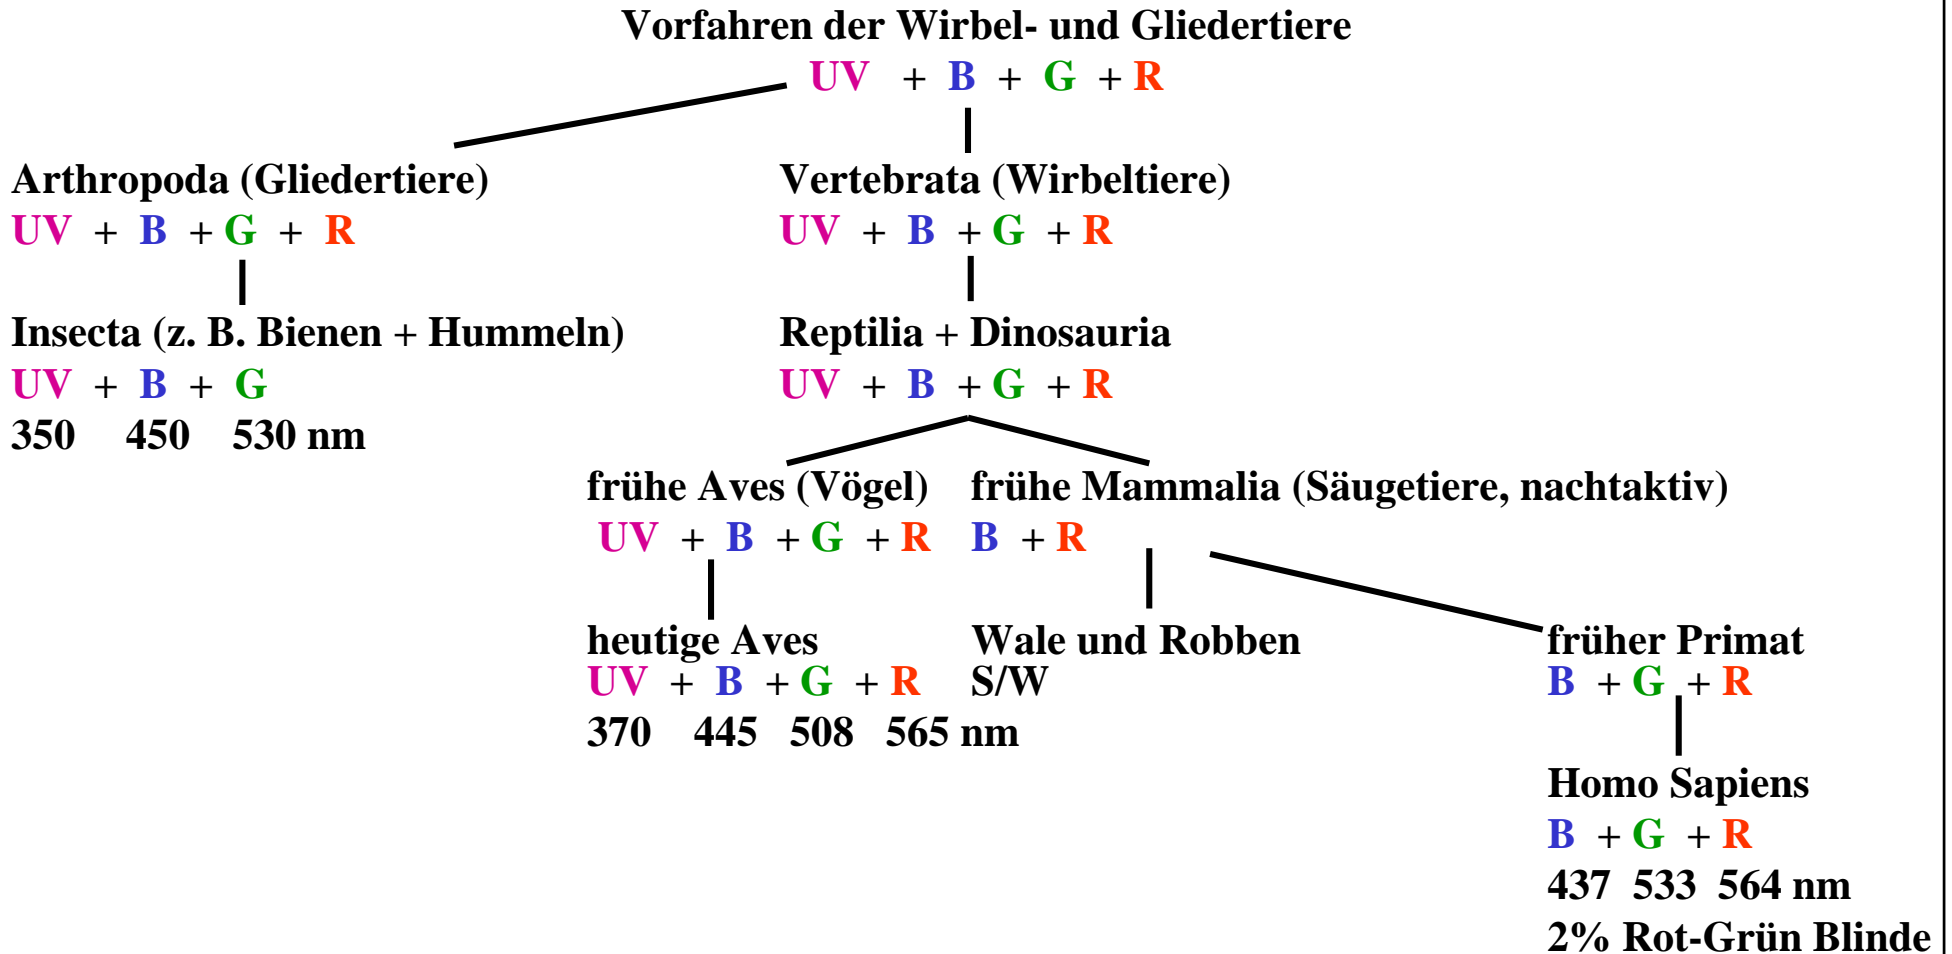 Vorfahren der Wirbel- und Gliedertiere
UV + B + G + R
Arthropoda (Gliedertiere)
UV + B + G + R
Vertebrata (Wirbeltiere)
UV + B + G + R
Insecta (z. B. Bienen + Hummeln)
UV + B + G
350 450 530 nm
Reptilia + Dinosauria
UV + B + G + R
frühe Aves (Vögel)
UV + B + G + R
frühe Mammalia (Säugetiere, nachtaktiv)
B + R
heutige Aves
UV + B + G + R
370 445 508 565 nm
Wale und Robben
S/W
früher Primat
B + G + R
Homo Sapiens
B + G + R
437 533 564 nm
2% Rot-Grün Blinde